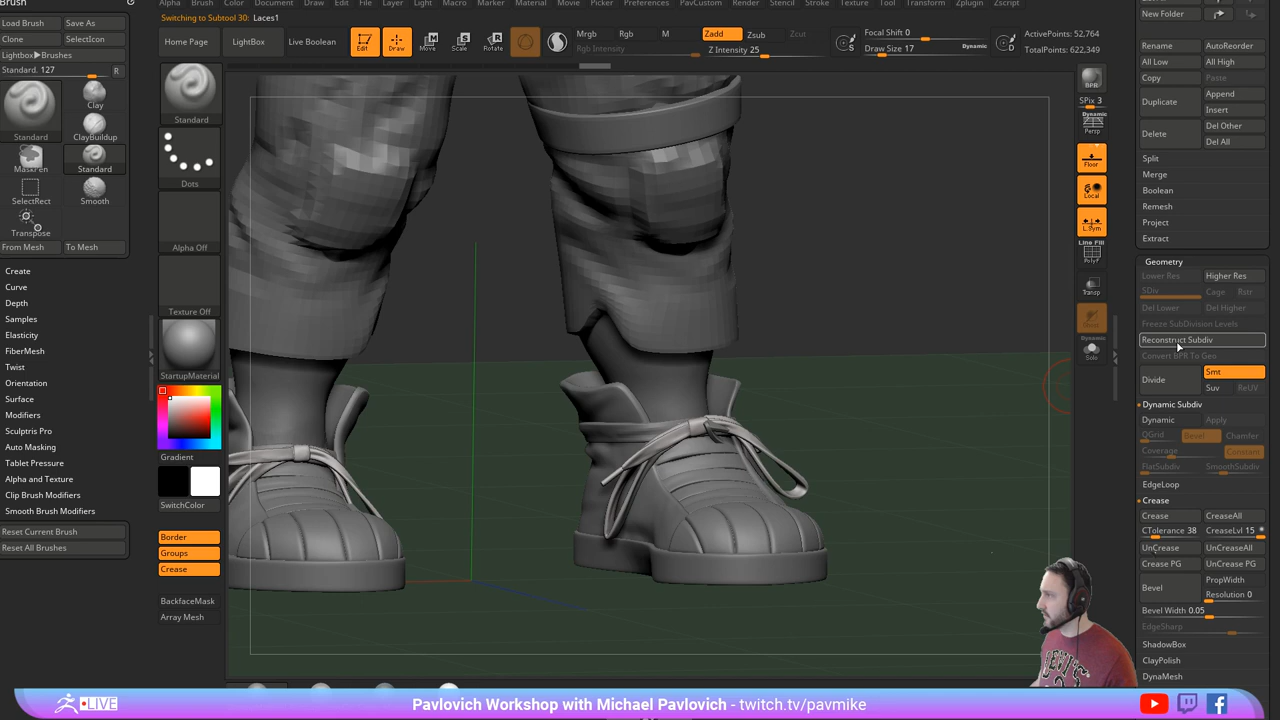 Brush
Alpha Brush Color Document Draw Edit File Layer Light Macro Marker Material Movie Picker Preferences PavCustom Render Stencil Stroke Texture Tool Transform Zplugin Zscript
Switching to Subtool 30: Laces1
Load Brush Save As
Clone SelectIcon
Lightbox▶Brushes
Standard. 127 R
Standard
Clay
ClayBuildup
MaskPen
Standard
SelectRect
Smooth
Transpose
From Mesh To Mesh
Create
Curve
Depth
Samples
Elasticity
FiberMesh
Twist
Orientation
Surface
Modifiers
Sculptris Pro
Auto Masking
Tablet Pressure
Alpha and Texture
Clip Brush Modifiers
Smooth Brush Modifiers
Reset Current Brush
Reset All Brushes
Home Page LightBox Live Boolean
Edit Draw Move Scale Rotate
Mrgb Rgb M
Rgb Intensity
Zadd Zsub Zcut
Z Intensity 25
S
Focal Shift 0
Draw Size 17 Dynamic
D
ActivePoints: 52,764
TotalPoints: 622,349
Standard
Dots
Alpha Off
Texture Off
StartupMaterial
Gradient
SwitchColor
Border
Groups
Crease
BackfaceMask
Array Mesh
BPR
SPix 3
Dynamic
Persp
Floor
Local
L.Sym
Line Fill
PolyF
Transp
Dynamic
Solo
New Folder
Rename AutoReorder
All Low All High
Copy Paste
Duplicate Append
Insert
Delete Del Other
Del All
Split
Merge
Boolean
Remesh
Project
Extract
Geometry
Lower Res Higher Res
SDiv Cage Rstr
Del Lower Del Higher
Freeze SubDivision Levels
Reconstruct Subdiv
Convert BPR To Geo
Divide Smt
Suv ReUV
Dynamic Subdiv
Dynamic Apply
QGrid Bevel Chamfer
Coverage Constant
FlatSubdiv SmoothSubdiv
EdgeLoop
Crease
Crease CreaseAll
CTolerance 38 CreaseLvl 15
UnCrease UnCreaseAll
Crease PG UnCrease PG
Bevel PropWidth
Resolution 0
Bevel Width 0.05
EdgeSharp
ShadowBox
ClayPolish
DynaMesh
LIVE
Pavlovich Workshop with Michael Pavlovich - twitch.tv/pavmike